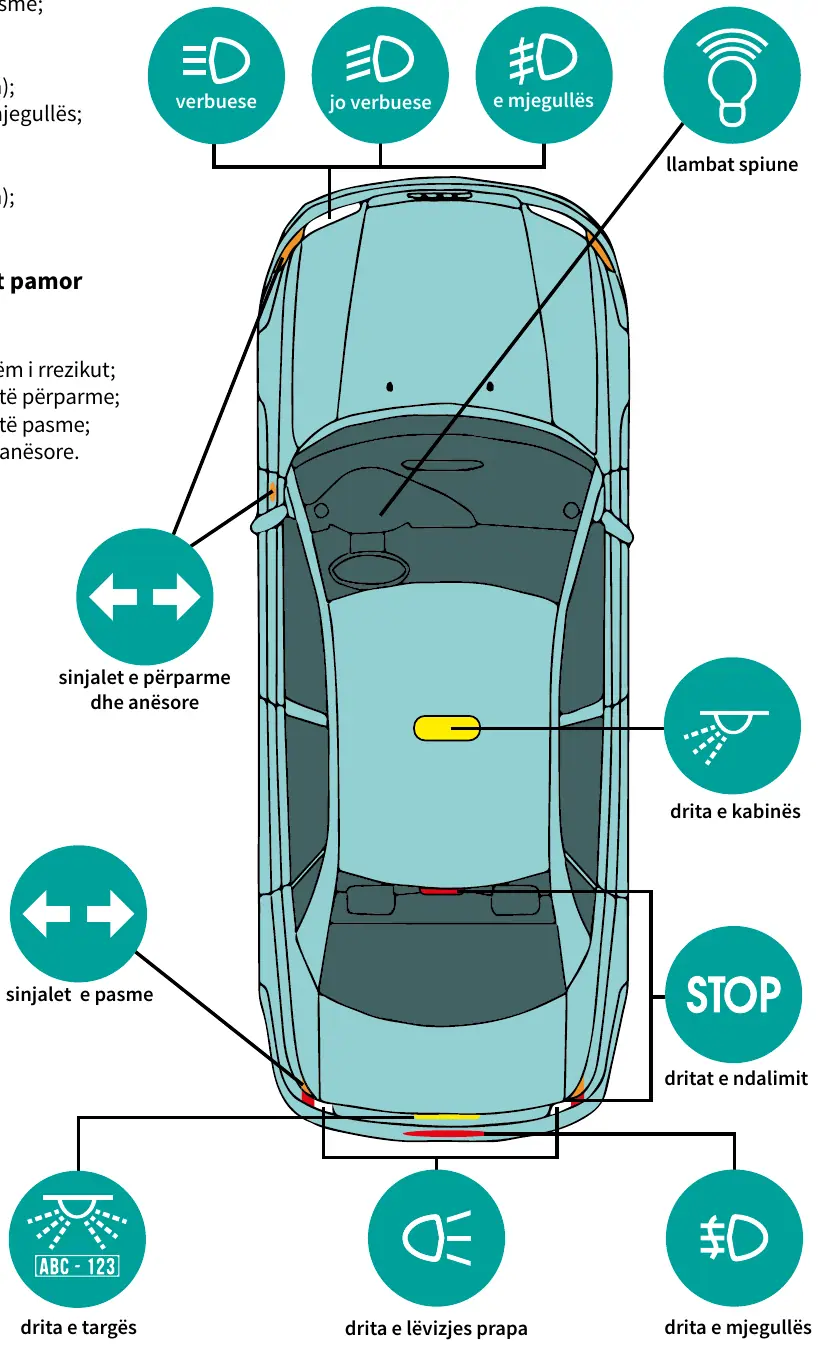 );
jegullës;
);
t pamor
ëm i rrezikut;
të përparme;
të pasme;
anësore.
verbuese
jo verbuese
e mjegullës
llambat spiune
sinjalet e përparme
dhe anësore
drita e kabinës
sinjalet e pasme
STOP
dritat e ndalimit
ABC - 123
drita e targës
drita e lëvizjes prapa
drita e mjegullës